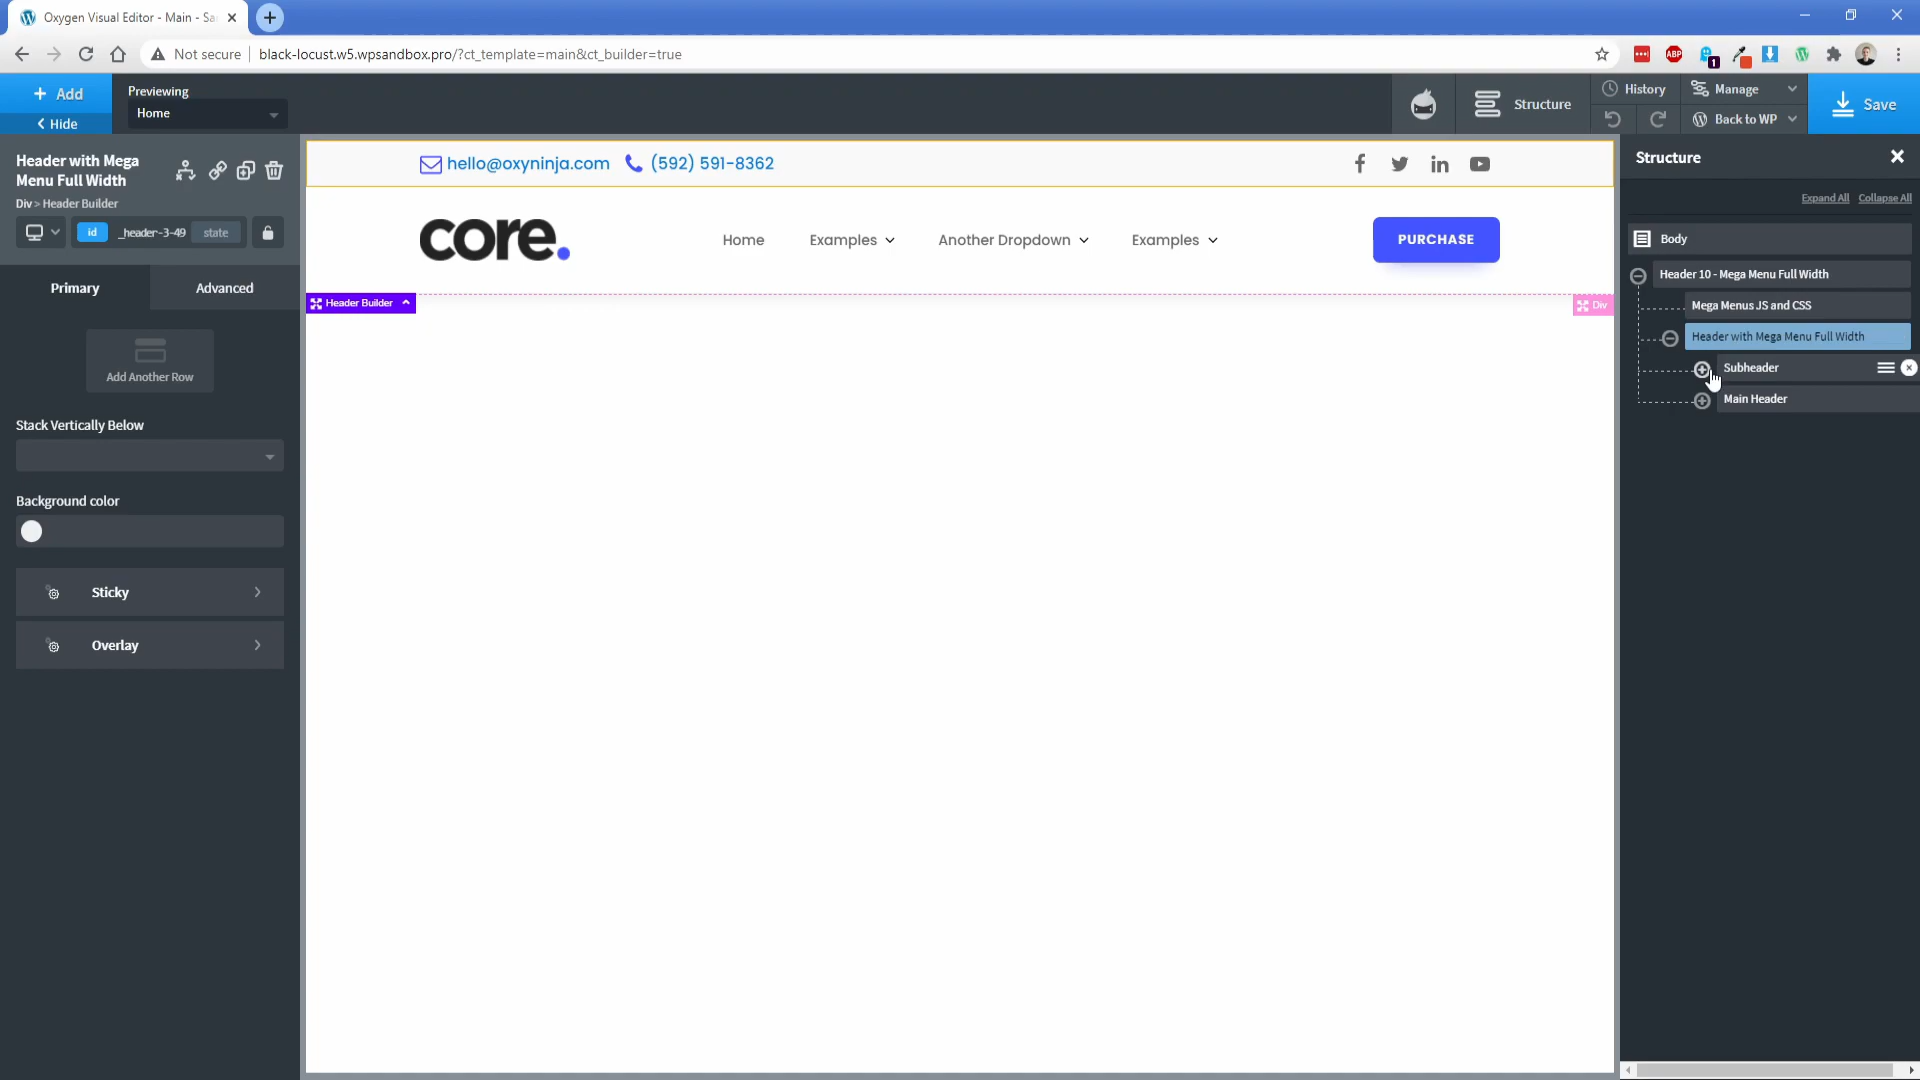 Oxygen Visual Editor - Main - Sa
Not secure
black-locust.w5.wpsandbox.pro/?ct_template=main&ct_builder=true
ABP
1
+ Add
Hide
Previewing
Home
Structure
History
Manage
Back to WP
Save
Header with Mega
Menu Full Width
Div > Header Builder
id
_header-3-49
state
Primary
Advanced
Add Another Row
Stack Vertically Below
Background color
Sticky
Overlay
hello@oxyninja.com
(592) 591-8362
core.
Home
Examples
Another Dropdown
Examples
PURCHASE
Header Builder
Div
Structure
Expand All
Collapse All
Body
Header 10 - Mega Menu Full Width
Mega Menus JS and CSS
Header with Mega Menu Full Width
Subheader
Main Header